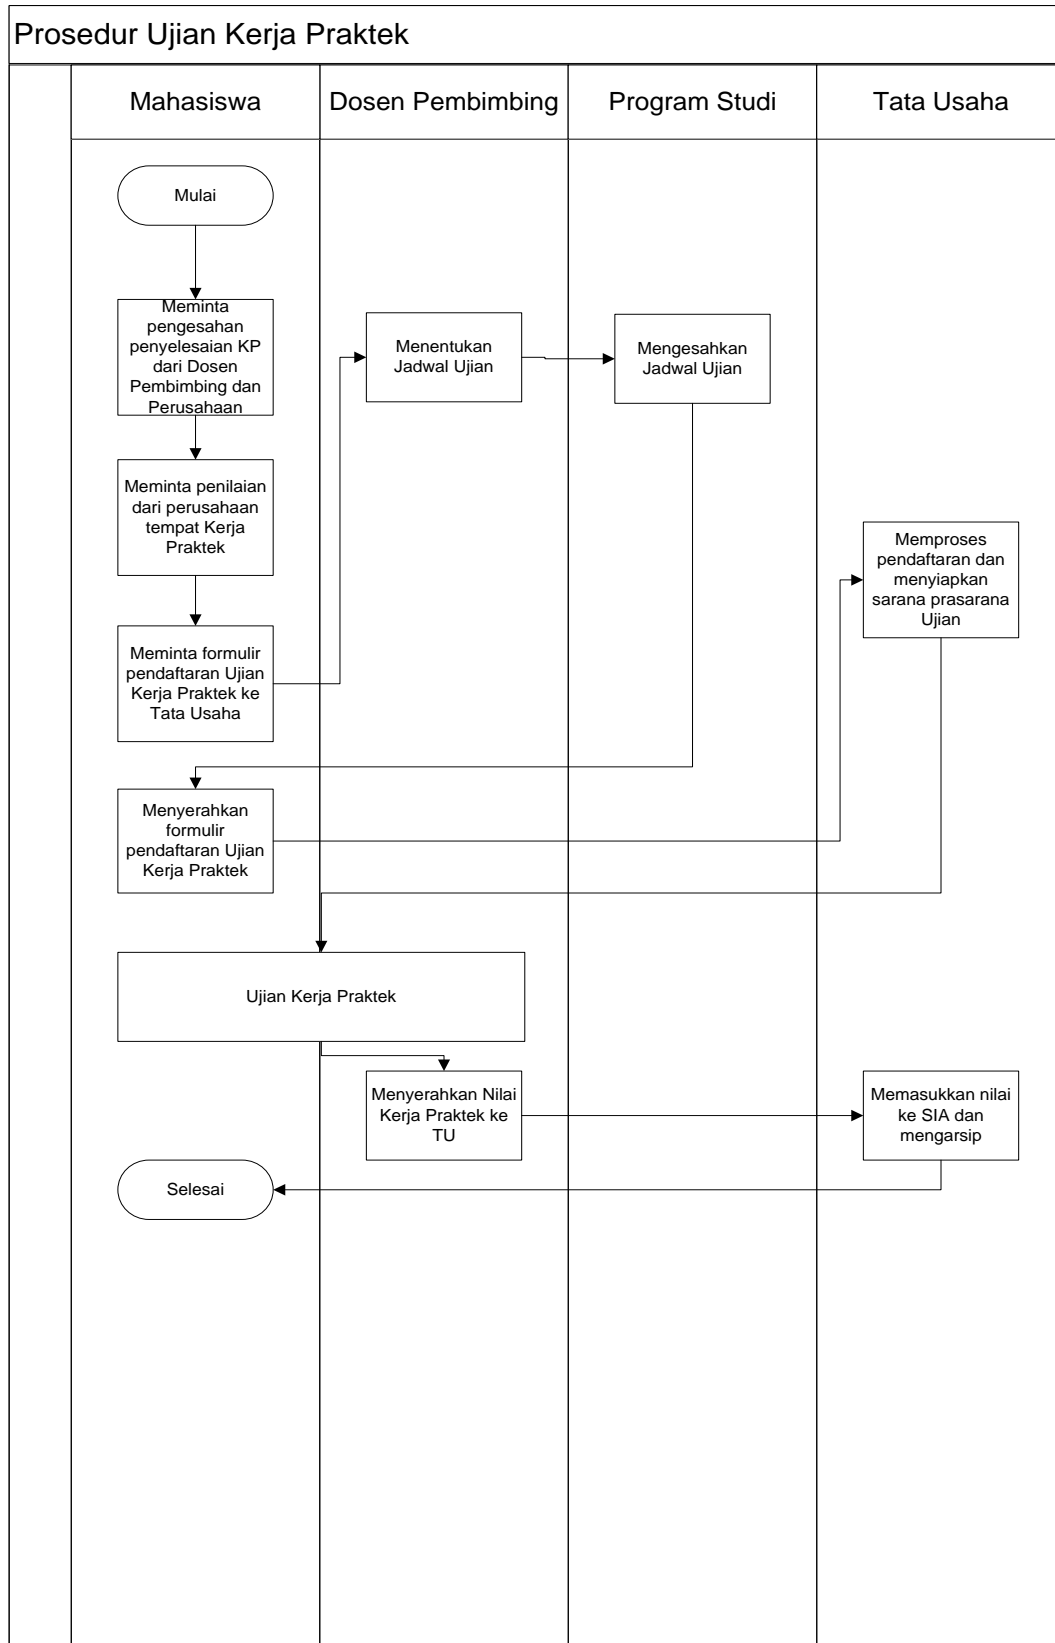 Prosedur Ujian Kerja Praktek
Mahasiswa
Dosen Pembimbing
Program Studi
Tata Usaha
Mulai
Meminta
pengesahan
penyelesaian KP
dari Dosen
Pembimbing dan
Perusahaan
Menentukan
Jadwal Ujian
Mengesahkan
Jadwal Ujian
Meminta penilaian
dari perusahaan
tempat Kerja
Praktek
Memproses
pendaftaran dan
menyiapkan
sarana prasarana
Ujian
Meminta formulir
pendaftaran Ujian
Kerja Praktek ke
Tata Usaha
Menyerahkan
formulir
pendaftaran Ujian
Kerja Praktek
Ujian Kerja Praktek
Menyerahkan Nilai
Kerja Praktek ke
TU
Memasukkan nilai
ke SIA dan
mengarsip
Selesai